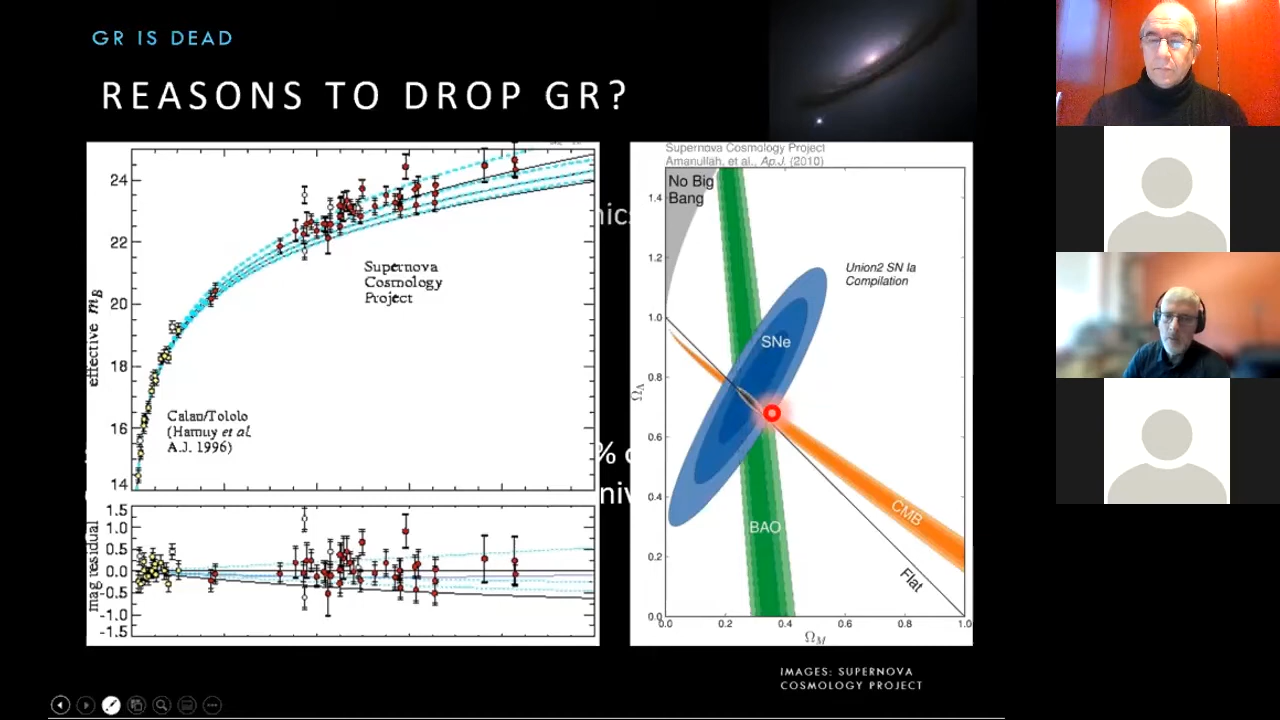 GR IS DEAD
REASONS TO DROP GR?
24
22
20
18
16
14
effective mB
Supernova
Cosmology
Project
Calan/Tololo
(Hamuy et al,
A.J. 1996)
1.5
1.0
0.5
0.0
-0.5
-1.0
-1.5
mag residual
Supernova Cosmology Project
Amanullah, et al., Ap.J. (2010)
No Big
Bang
1.4
1.2
1.0
0.8
0.6
0.4
0.2
0.0
ΩΛ
Union2 SN Ia
Compilation
SNe
BAO
CMB
Flat
0.0
0.2
0.4
0.6
0.8
1.0
ΩM
IMAGES: SUPERNOVA
COSMOLOGY PROJECT